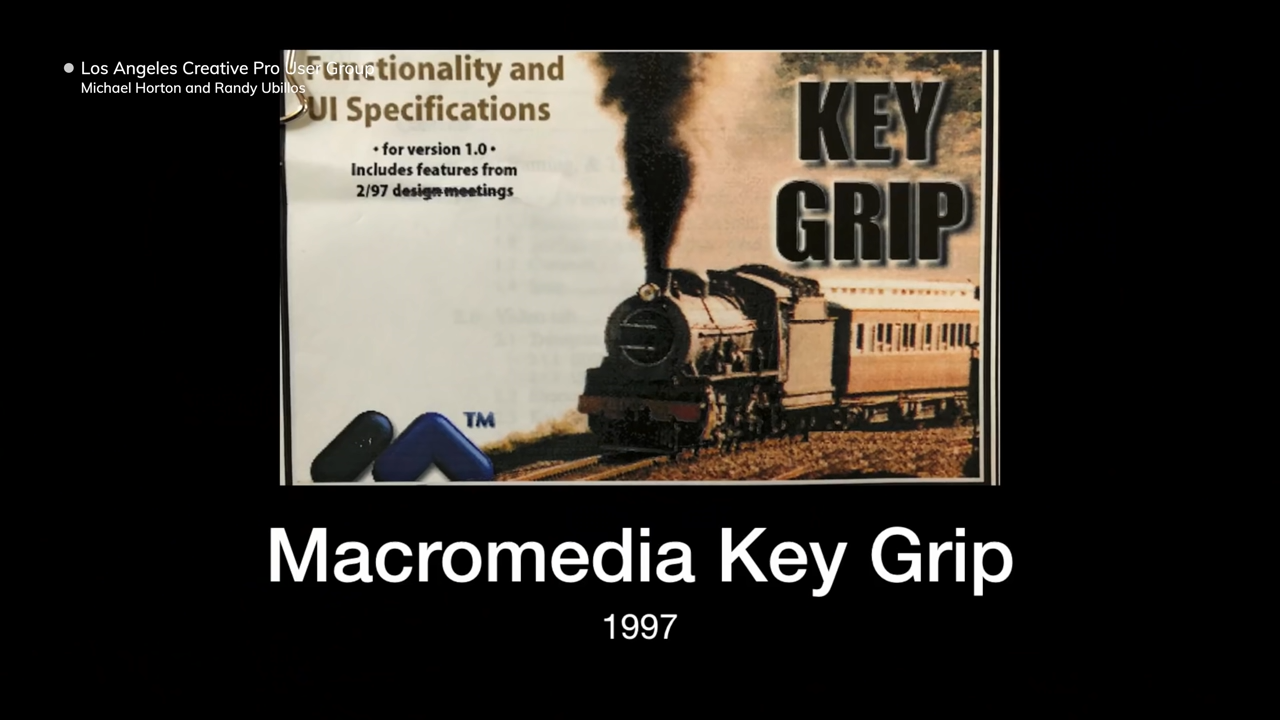 Los Angeles Creative Pro User Group
Michael Horton and Randy Ubillos
Functionality and
UI Specifications
• for version 1.0 •
Includes features from
2/97 design meetings
KEY
GRIP
TM
Macromedia Key Grip
1997